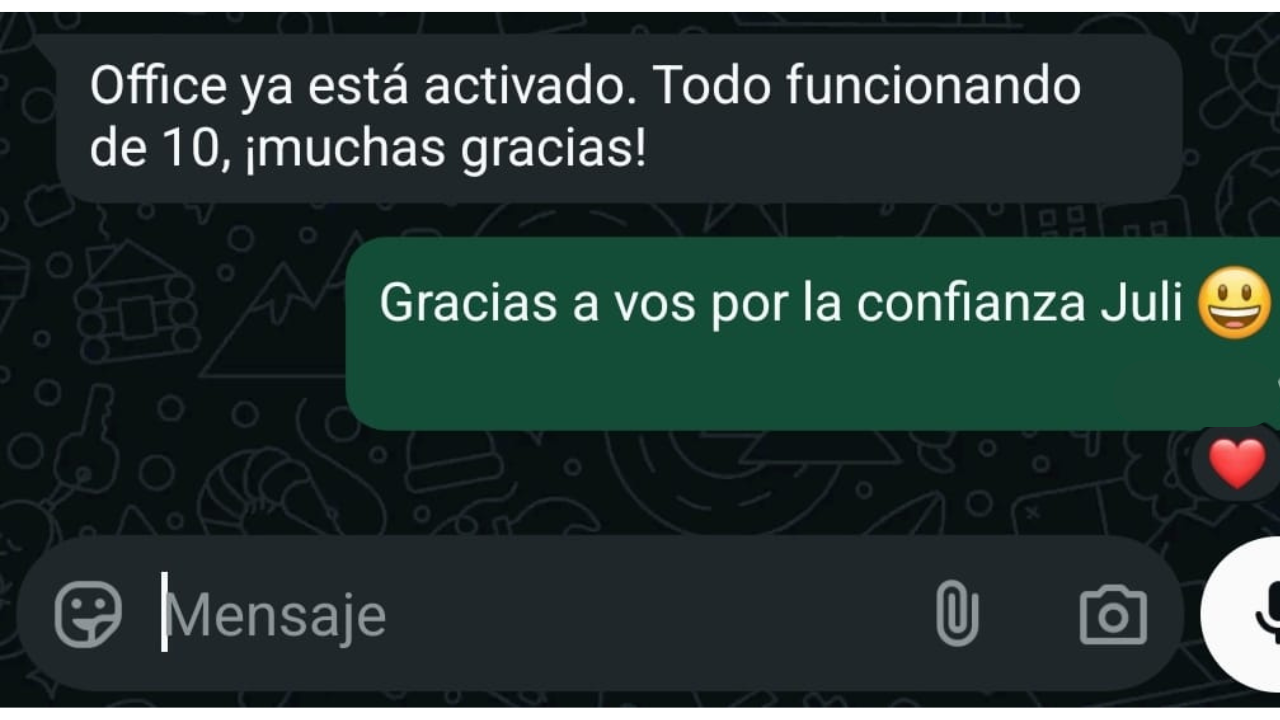 Office ya está activado. Todo funcionando
de 10, ¡muchas gracias!
Gracias a vos por la confianza Juli 😃
Mensaje